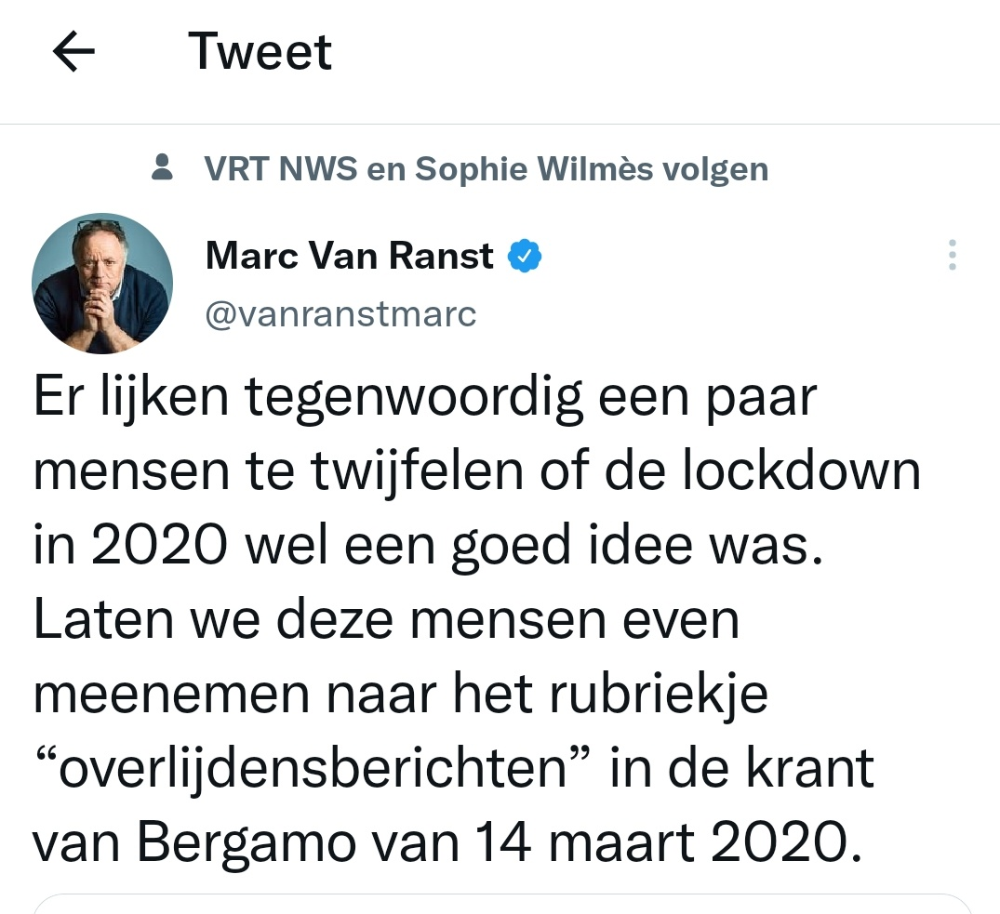 Tweet
VRT NWS en Sophie Wilmès volgen
Marc Van Ranst
@vanranstmarc
Er lijken tegenwoordig een paar
mensen te twijfelen of de lockdown
in 2020 wel een goed idee was.
Laten we deze mensen even
meenemen naar het rubriekje
“overlijdensberichten” in de krant
van Bergamo van 14 maart 2020.